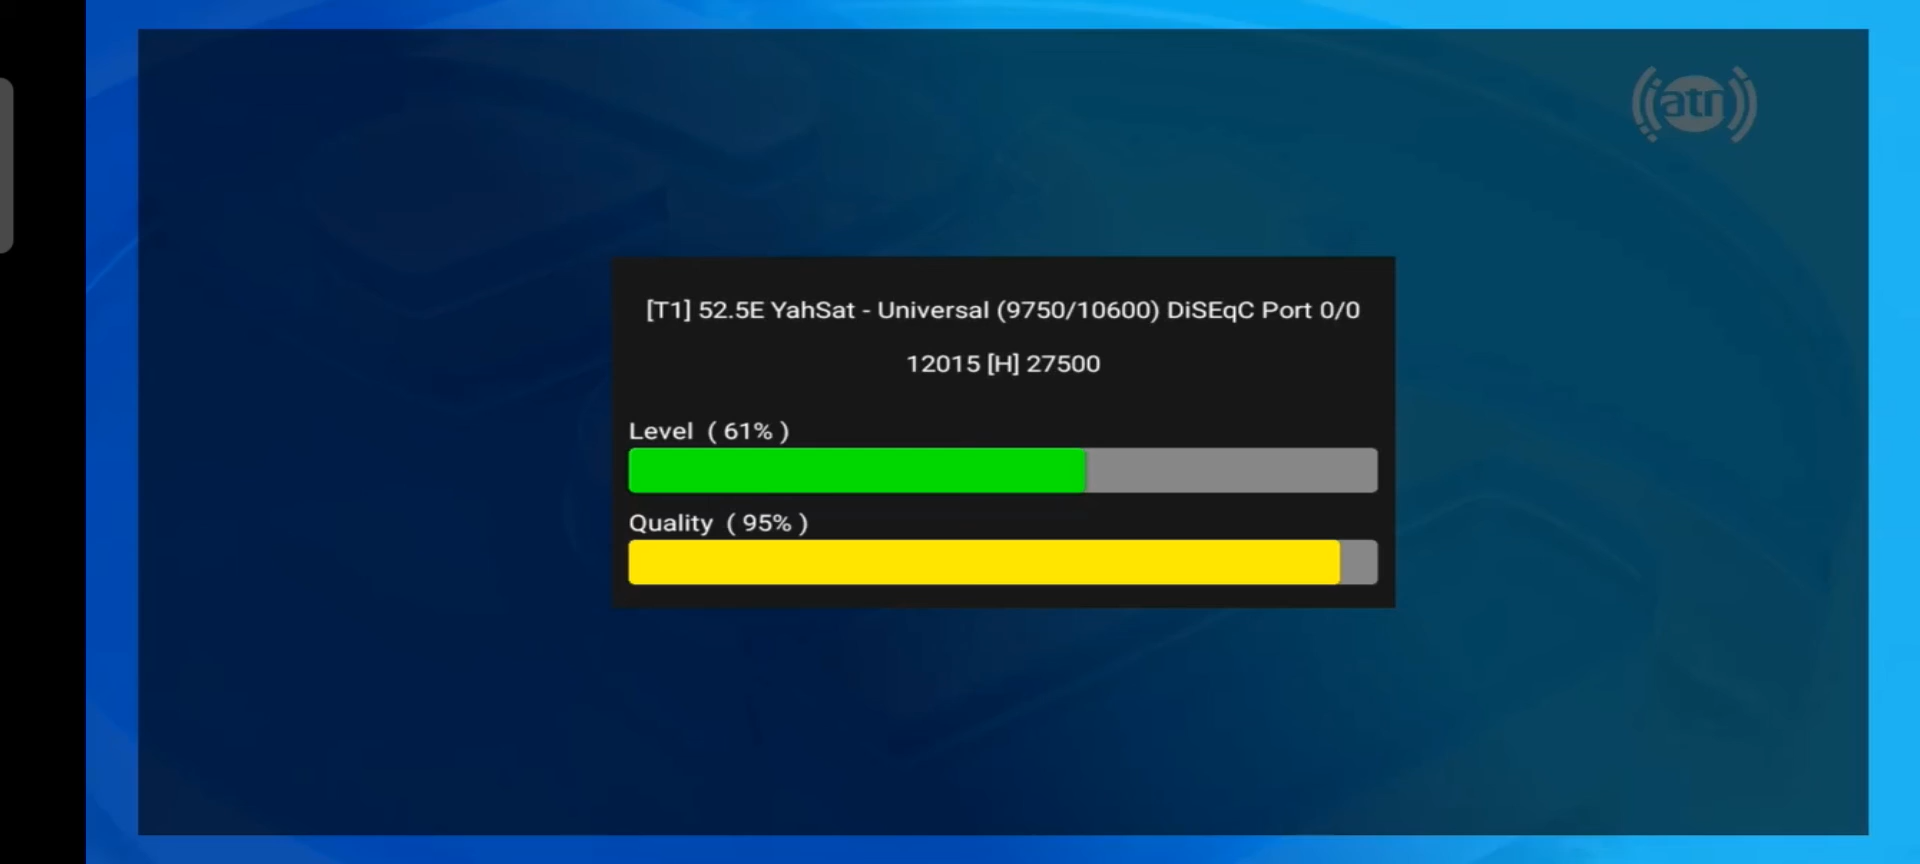 atn
[T1] 52.5E YahSat - Universal (9750/10600) DiSEqC Port 0/0
12015 [H] 27500
Level ( 61% )
Quality ( 95% )